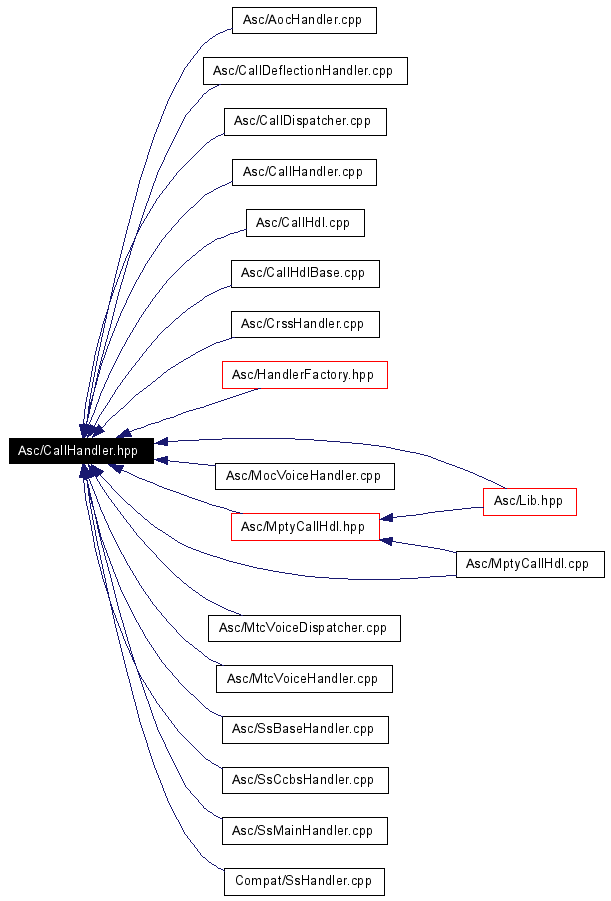 Asc/AocHandler.cpp
Asc/CallDeflectionHandler.cpp
Asc/CallDispatcher.cpp
Asc/CallHandler.cpp
Asc/CallHdl.cpp
Asc/CallHdlBase.cpp
Asc/CrssHandler.cpp
Asc/HandlerFactory.hpp
Asc/CallHandler.hpp
Asc/MocVoiceHandler.cpp
Asc/Lib.hpp
Asc/MptyCallHdl.hpp
Asc/MptyCallHdl.cpp
Asc/MtcVoiceDispatcher.cpp
Asc/MtcVoiceHandler.cpp
Asc/SsBaseHandler.cpp
Asc/SsCcbsHandler.cpp
Asc/SsMainHandler.cpp
Compat/SsHandler.cpp